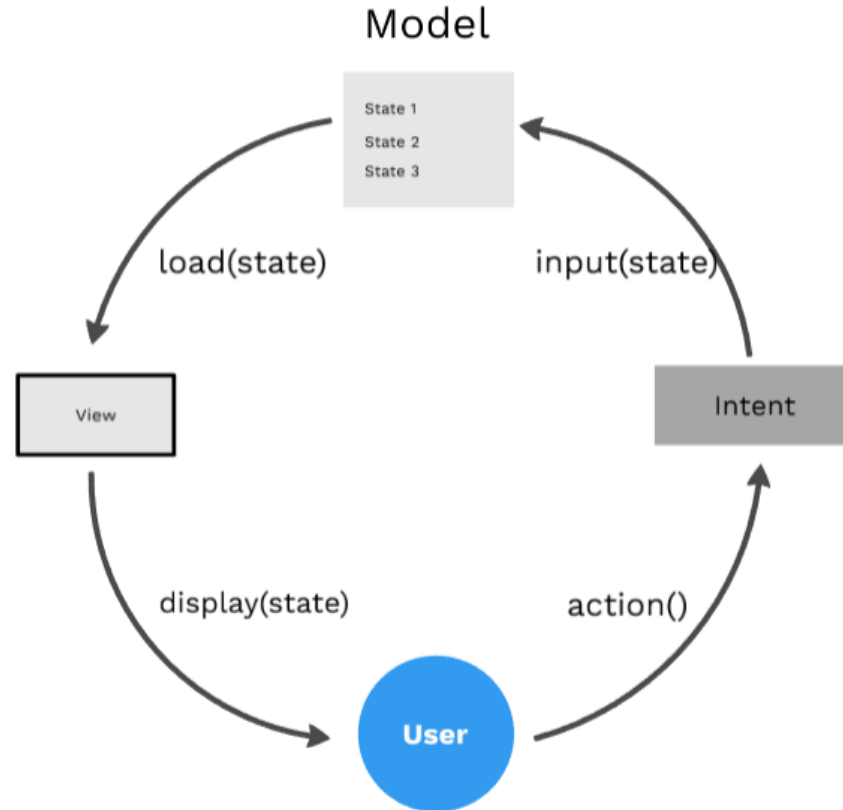 Model
State 1
State 2
State 3
load(state)
input(state)
View
Intent
display(state)
action()
User